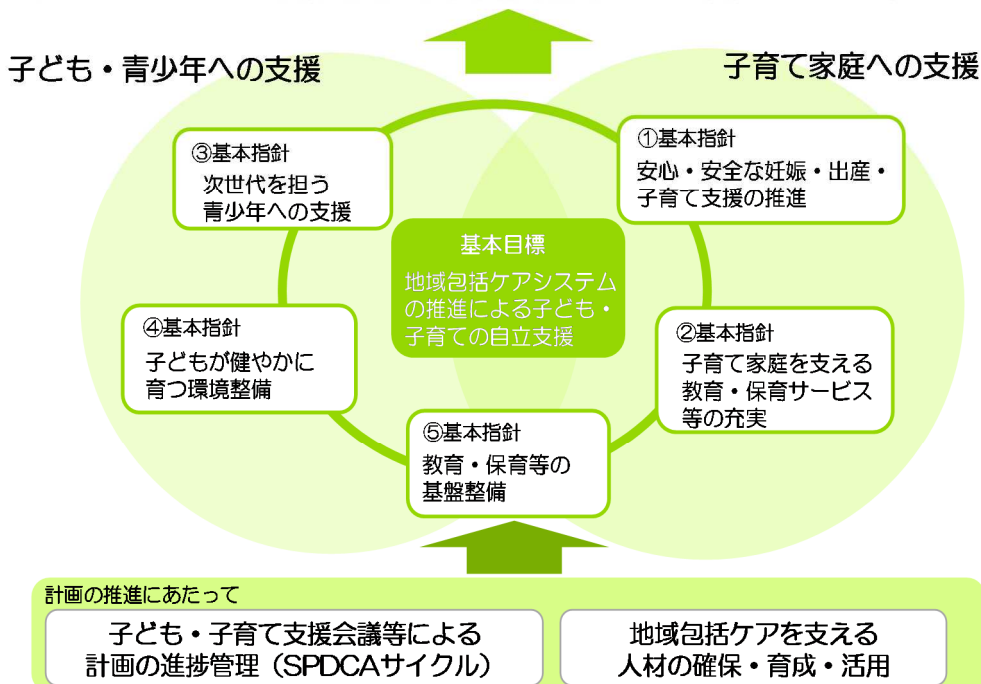 子ども・青少年への支援
子育て家庭への支援
③基本指針
次世代を担う
青少年への支援
①基本指針
安心・安全な妊娠・出産・
子育て支援の推進
基本目標
地域包括ケアシステム
の推進による子ども・
子育ての自立支援
④基本指針
子どもが健やかに
育つ環境整備
②基本指針
子育て家庭を支える
教育・保育サービス
等の充実
⑤基本指針
教育・保育等の
基盤整備
計画の推進にあたって
子ども・子育て支援会議等による
計画の進捗管理（SPDCAサイクル）
地域包括ケアを支える
人材の確保・育成・活用